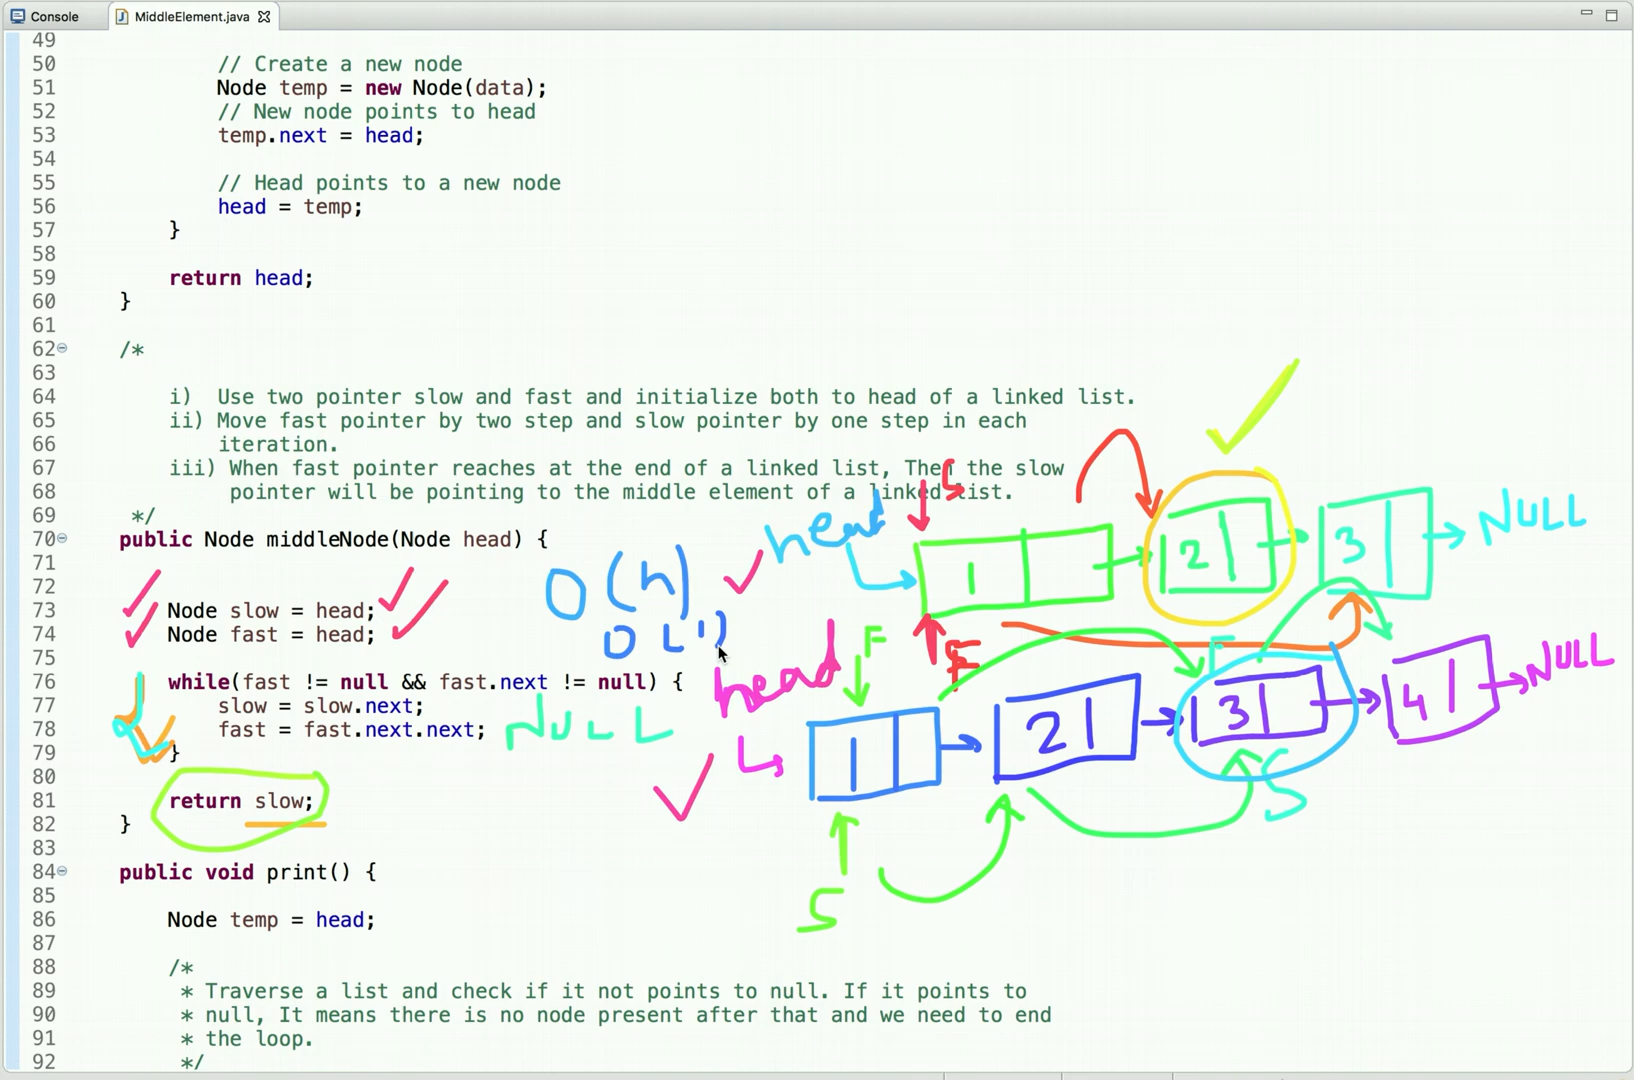 Console MiddleElement.java
49
50 // Create a new node
51 Node temp = new Node(data);
52 // New node points to head
53 temp.next = head;
54
55 // Head points to a new node
56 head = temp;
57 }
58
59 return head;
60 }
61
62 /*
63
64 i) Use two pointer slow and fast and initialize both to head of a linked list.
65 ii) Move fast pointer by two step and slow pointer by one step in each
66 iteration.
67 iii) When fast pointer reaches at the end of a linked list, Then the slow
68 pointer will be pointing to the middle element of a linked list.
69 */
70 public Node middleNode(Node head) {
71
72
73 Node slow = head;
74 Node fast = head;
75
76 while(fast != null && fast.next != null) {
77 slow = slow.next;
78 fast = fast.next.next;
79 }
80
81 return slow;
82 }
83
84 public void print() {
85
86 Node temp = head;
87
88 /*
89 * Traverse a list and check if it not points to null. If it points to
90 * null, It means there is no node present after that and we need to end
91 * the loop.
92 */
S
head
1 2 3 NULL
O(n)
O(1)
F
F
F
head
1 2 3 4 NULL
NULL
S
S